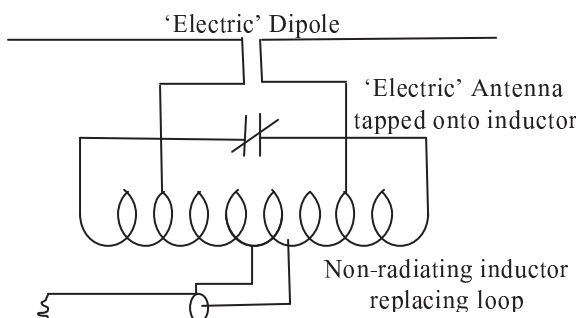 ‘Electric’ Dipole
‘Electric’ Antenna
tapped onto inductor
Non-radiating inductor
replacing loop